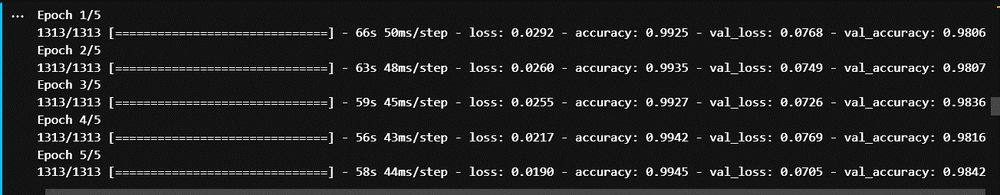 ... Epoch 1/5
1313/1313 [==============================] - 66s 50ms/step - loss: 0.0292 - accuracy: 0.9925 - val_loss: 0.0768 - val_accuracy: 0.9806
Epoch 2/5
1313/1313 [==============================] - 63s 48ms/step - loss: 0.0260 - accuracy: 0.9935 - val_loss: 0.0749 - val_accuracy: 0.9807
Epoch 3/5
1313/1313 [==============================] - 59s 45ms/step - loss: 0.0255 - accuracy: 0.9927 - val_loss: 0.0726 - val_accuracy: 0.9836
Epoch 4/5
1313/1313 [==============================] - 56s 43ms/step - loss: 0.0217 - accuracy: 0.9942 - val_loss: 0.0769 - val_accuracy: 0.9816
Epoch 5/5
1313/1313 [==============================] - 58s 44ms/step - loss: 0.0190 - accuracy: 0.9945 - val_loss: 0.0705 - val_accuracy: 0.9842